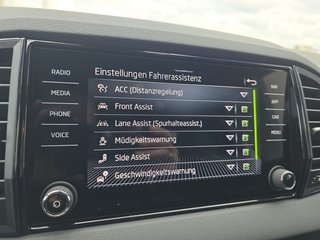 RADIO
MEDIA
PHONE
VOICE
Einstellungen Fahrerassistenz
ACC (Distanzregelung)
Front Assist
Lane Assist (Spurhalteassist.)
Müdigkeitswarnung
Side Assist
Geschwindigkeitswarnung
NAV
APP
CAR
MENU